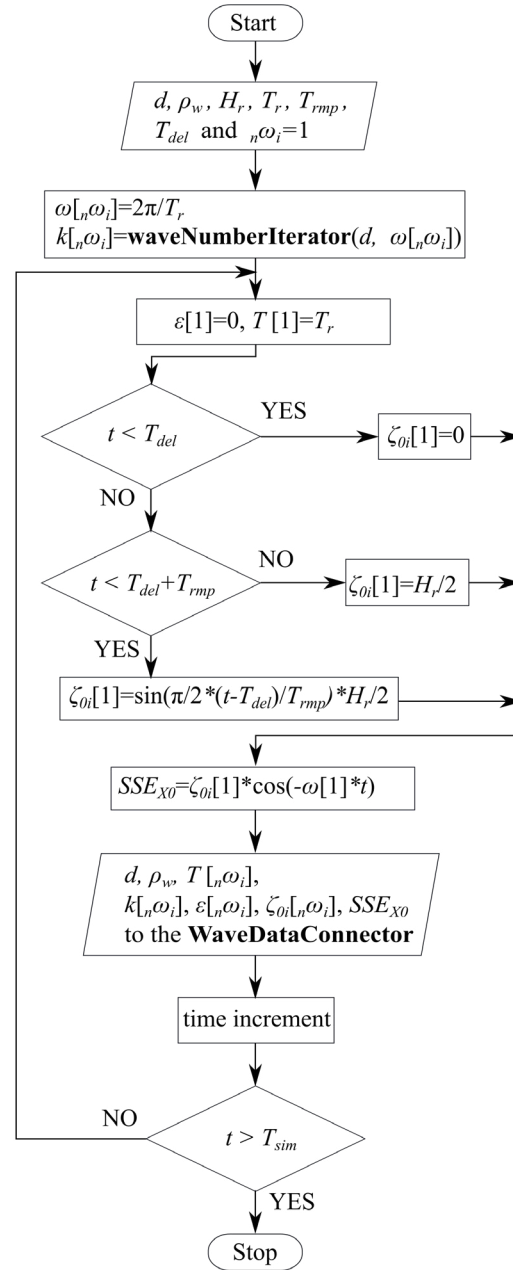 Start
d, ρw, Hr, Tr, Trmp,
Tdel and nωi=1
ω[nωi]=2π/Tr
k[nωi]=waveNumberIterator(d, ω[nωi])
ε[1]=0, T[1]=Tr
t < Tdel
YES
ζ0i[1]=0
NO
t < Tdel+Trmp
NO
ζ0i[1]=Hr/2
YES
ζ0i[1]=sin(π/2*(t-Tdel)/Trmp)*Hr/2
SSEX0=ζ0i[1]*cos(-ω[1]*t)
d, ρw, T[nωi],
k[nωi], ε[nωi], ζ0i[nωi], SSEX0
to the WaveDataConnector
time increment
NO
t > Tsim
YES
Stop